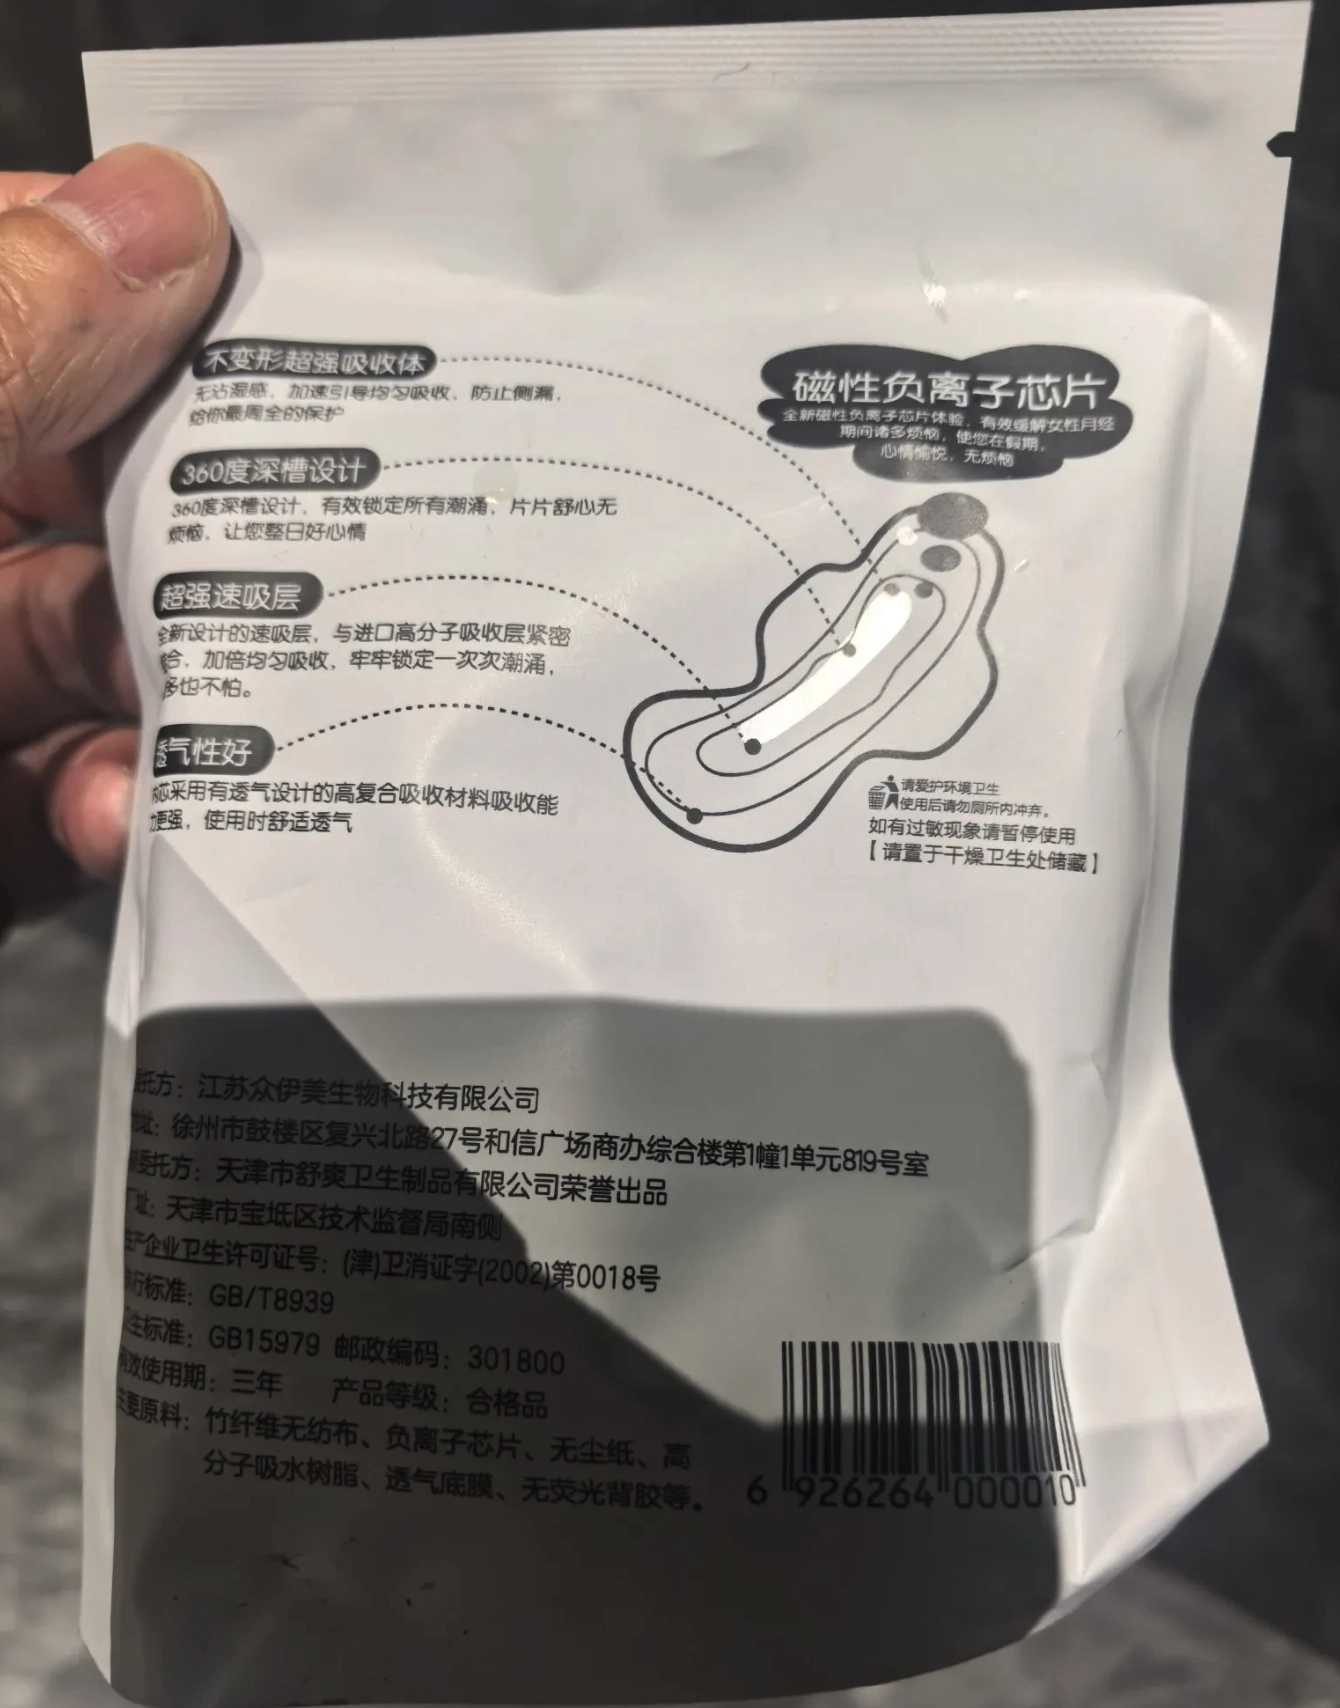 不变形超强吸收体
无沾湿感，加速引导均匀吸收、防止侧漏，
给你最周全的保护
磁性负离子芯片
全新磁性负离子芯片体验，有效缓解女性月经
期间诸多烦恼，使您在假期，
心情愉悦，无烦恼
360度深槽设计
360度深槽设计，有效锁定所有潮涌，片片舒心无
烦恼、让您整日好心情
超强速吸层
全新设计的速吸层，与进口高分子吸收层紧密
合，加倍均匀吸收，牢牢锁定一次次潮涌，
多也不怕。
透气性好
芯采用有透气设计的高复合吸收材料吸收能
力更强，使用时舒适透气
请爱护环境卫生
使用后请勿厕所内冲弃。
如有过敏现象请暂停使用
【请置于干燥卫生处储藏】
托方：江苏众伊美生物科技有限公司
址：徐州市鼓楼区复兴北路27号和信广场商办综合楼第1幢1单元819号室
委托方：天津市舒爽卫生制品有限公司荣誉出品
厂址：天津市宝坻区技术监督局南侧
生产企业卫生许可证号：(津)卫消证字(2002)第0018号
执行标准：GB/T8939
卫生标准：GB15979 邮政编码：301800
有效使用期：三年 产品等级：合格品
主要原料：竹纤维无纺布、负离子芯片、无尘纸、高
分子吸水树脂、透气底膜、无荧光背胶等。
6 926264 000010